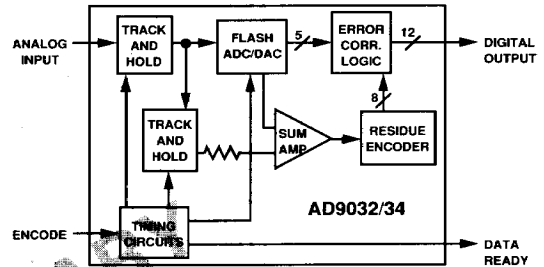 TRACK
AND
HOLD
FLASH
ADC/DAC
5
ERROR
CORR.
LOGIC
12
ANALOG
INPUT
DIGITAL
OUTPUT
8
TRACK
AND
HOLD
SUM
AMP
RESIDUE
ENCODER
AD9032/34
ENCODE
TIMING
CIRCUITS
DATA
READY